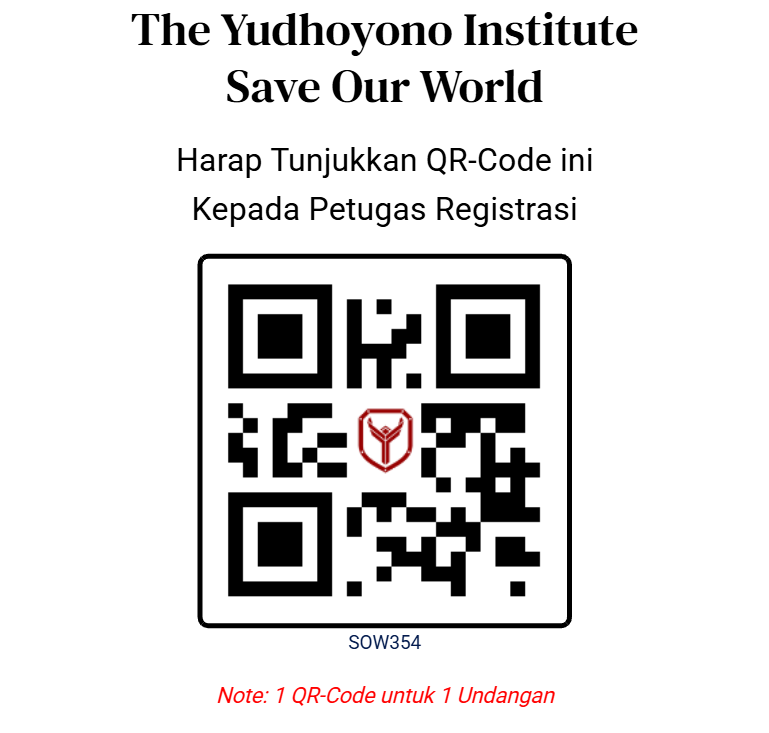 The Yudhoyono Institute
Save Our World
Harap Tunjukkan QR-Code ini
Kepada Petugas Registrasi
SOW354
Note: 1 QR-Code untuk 1 Undangan